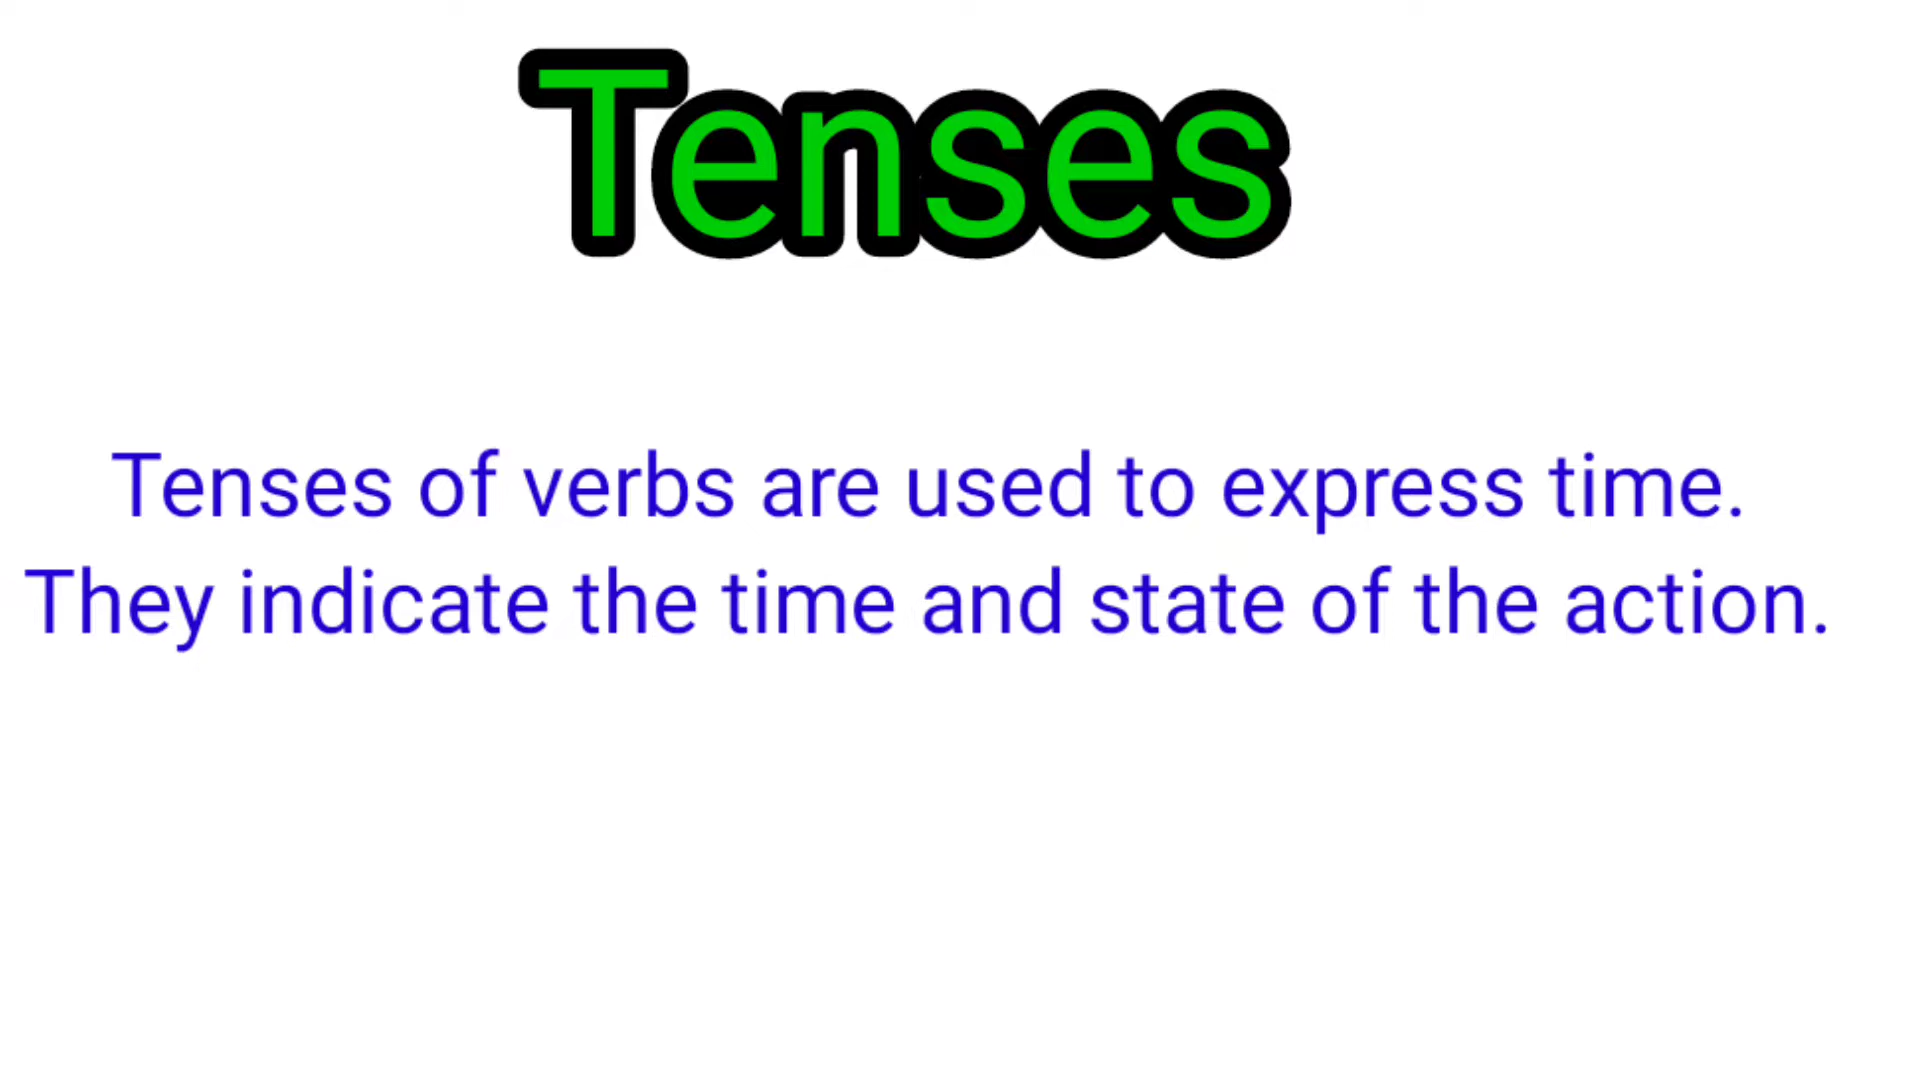 Tenses
Tenses of verbs are used to express time.
They indicate the time and state of the action.